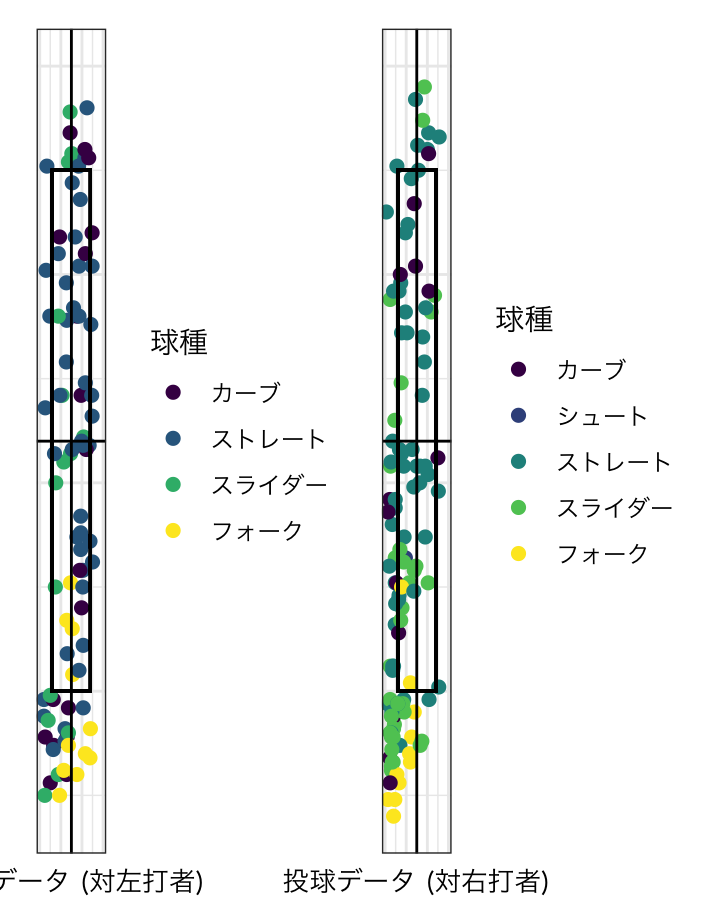 球種
カーブ
ストレート
スライダー
フォーク
球種
カーブ
シュート
ストレート
スライダー
フォーク
データ (対左打者)
投球データ (対右打者)